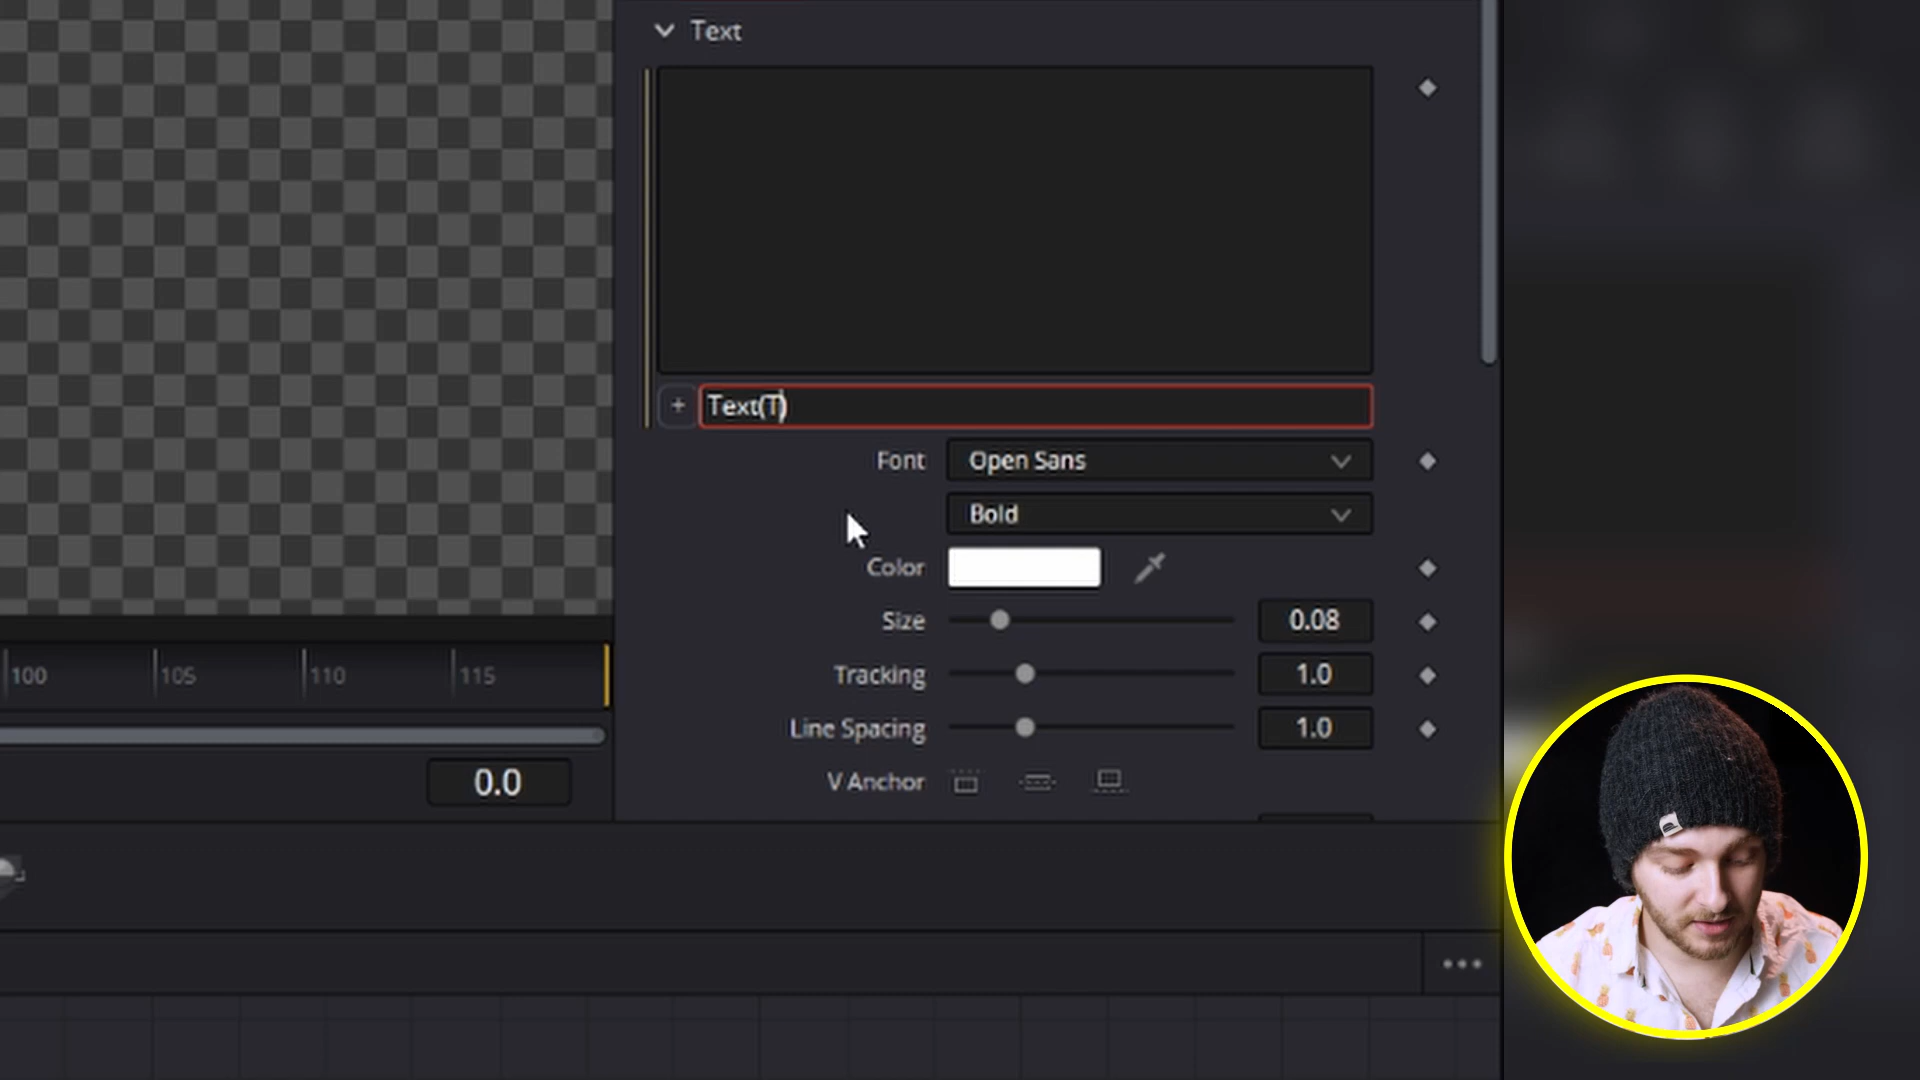 Text
+ Text(T)
Font Open Sans
Bold
Color
Size 0.08
Tracking 1.0
Line Spacing 1.0
V Anchor
100 105 110 115
0.0